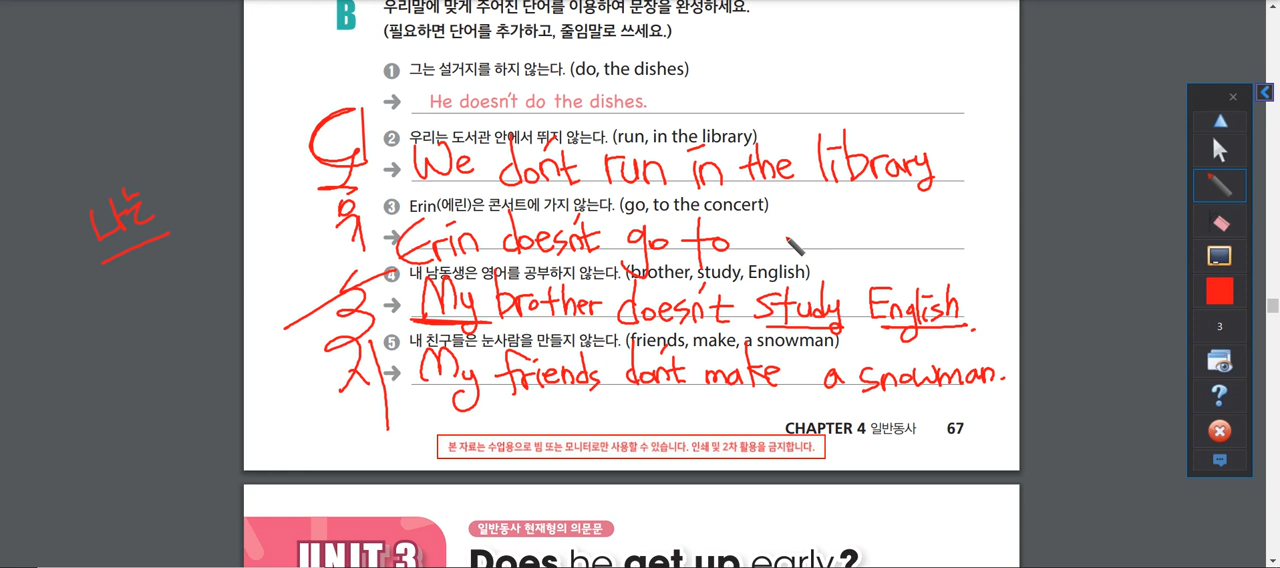 B 우리말에 맞게 주어진 단어를 이용하여 문장을 완성하세요.
(필요하면 단어를 추가하고, 줄임말로 쓰세요.)
1 그는 설거지를 하지 않는다. (do, the dishes)
→ He doesn't do the dishes.
2 우리는 도서관 안에서 뛰지 않는다. (run, in the library)
→ We don't run in the library
3 Erin(에린)은 콘서트에 가지 않는다. (go, to the concert)
→ Erin doesn't go to
나는
4 내 남동생은 영어를 공부하지 않는다. (brother, study, English)
→ My brother doesn't study English.
5 내 친구들은 눈사람을 만들지 않는다. (friends, make, a snowman)
→ My friends don't make a snowman.
CHAPTER 4 일반동사 67
본 자료는 수업용으로 빔 또는 모니터로만 사용할 수 있습니다. 인쇄 및 2차 활용을 금지합니다.
3
일반동사 현재형의 의문문
UNIT 3 Does he get up early?